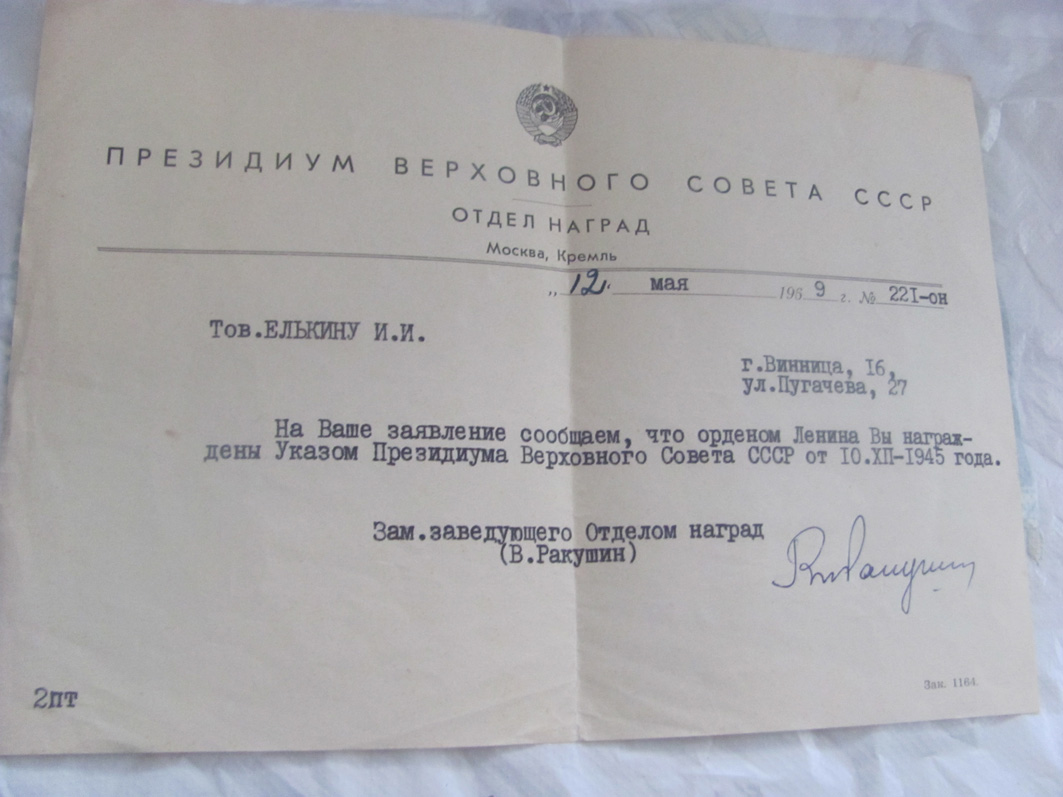 ПРЕЗИДИУМ ВЕРХОВНОГО СОВЕТА СССР
ОТДЕЛ НАГРАД
Москва, Кремль
„12" мая 1969 г. № 221-он
Тов.ЕЛЬКИНУ И.И.
г.Винница, 16,
ул.Пугачева, 27
На Ваше заявление сообщаем, что орденом Ленина Вы награж-
дены Указом Президиума Верховного Совета СССР от 10.ХП-1945 года.
Зам.заведующего Отделом наград
(В.Ракушин)
2пт
Зак. 1164.